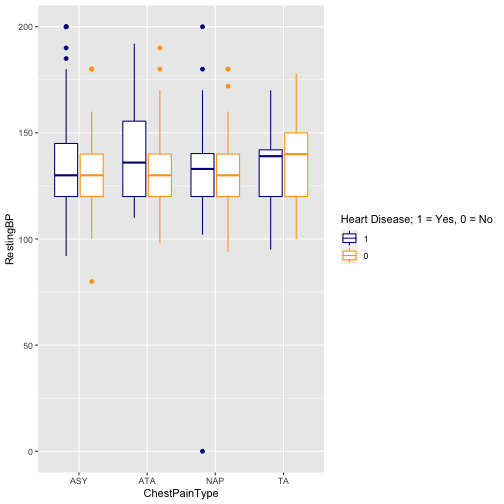 200
150
100
50
0
RestingBP
ASY ATA NAP TA
ChestPainType
Heart Disease; 1 = Yes, 0 = No
1
0